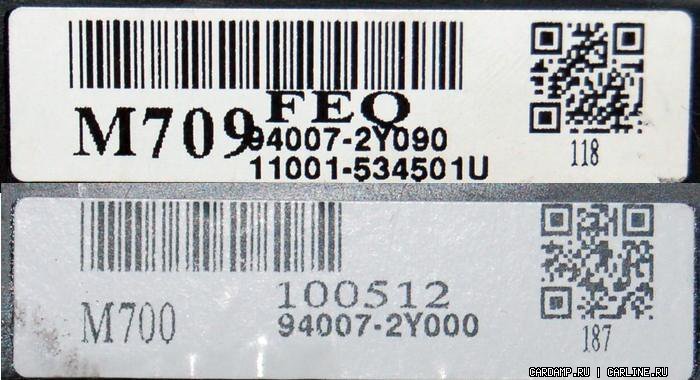 FEQ
M709
94007-2Y090
11001-534501U
118
100512
M700
94007-2Y000
187
CARDAMP.RU | CARLINE.RU